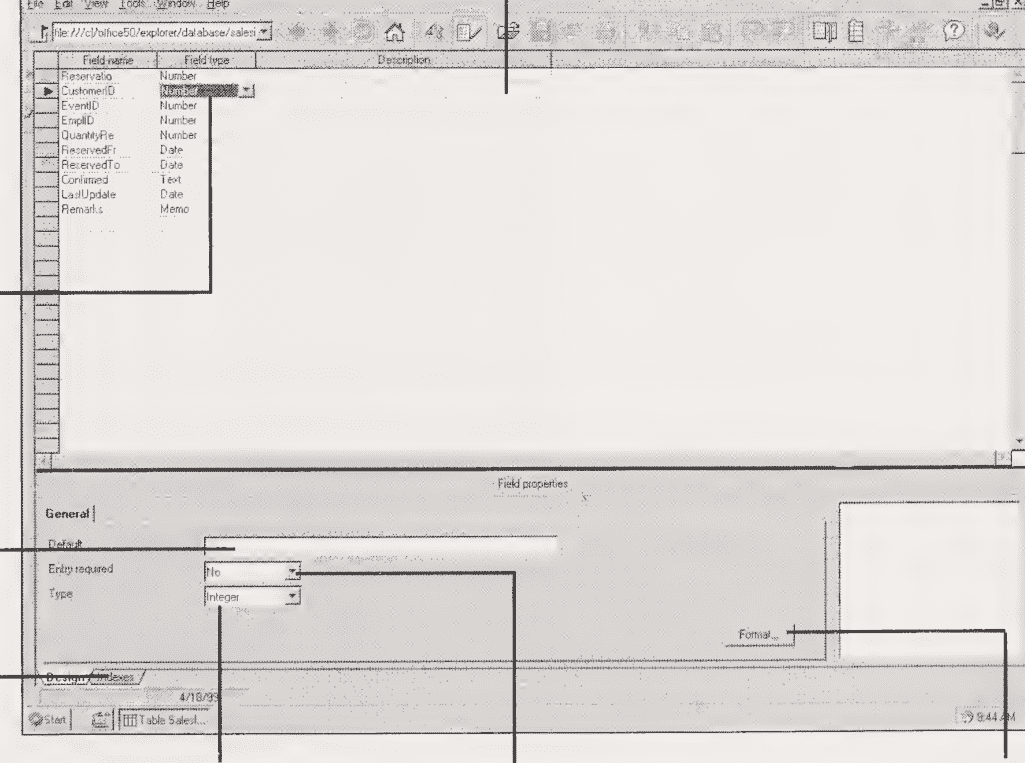 File Edit View Tools Window Help
file:///c|/office50/explorer/database/salesi
Field name Field type Description
Reservatio Number
CustomerID Number
EventID Number
EmplID Number
QuantityRe Number
ReservedFr Date
ReservedTo Date
Confirmed Text
LastUpdate Date
Remarks Memo
Field properties
General
Default
Entry required No
Type Integer
Format...
Design Indexes
4/18/99
Start Table Salesl...
9:44 AM